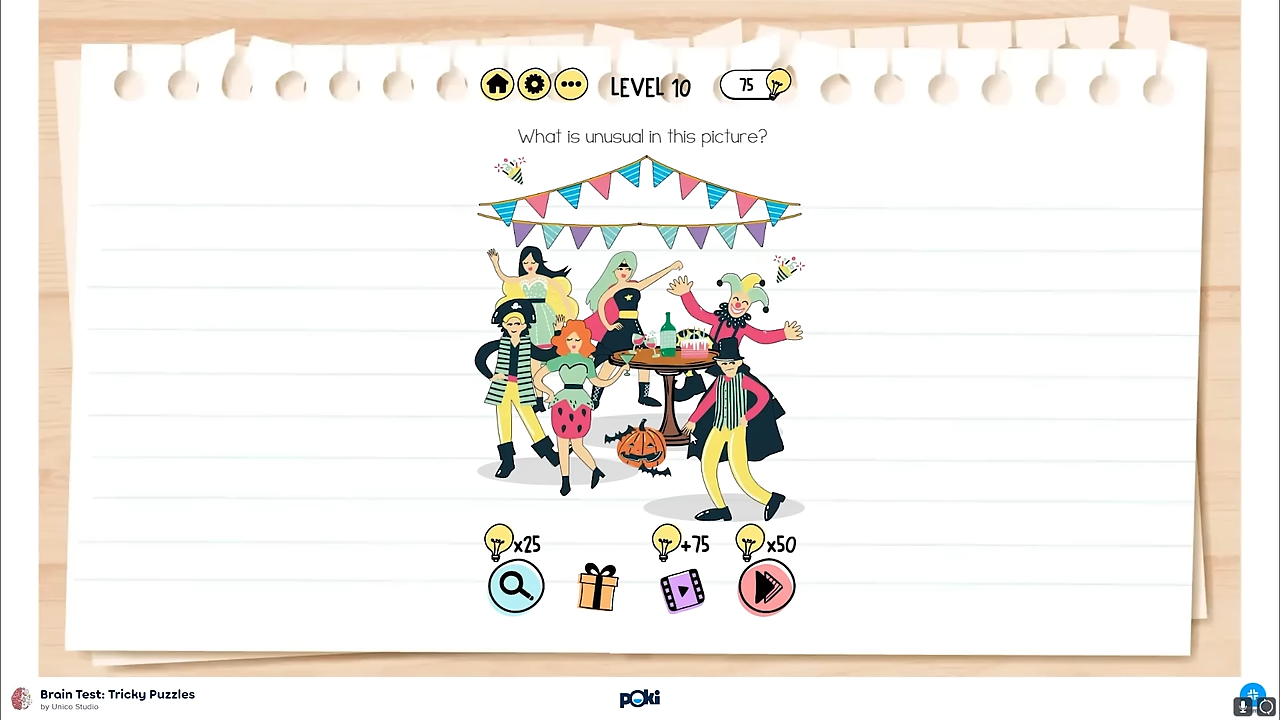 LEVEL 10
75
What is unusual in this picture?
x25
+75
x50
Brain Test: Tricky Puzzles
by Unico Studio
poki